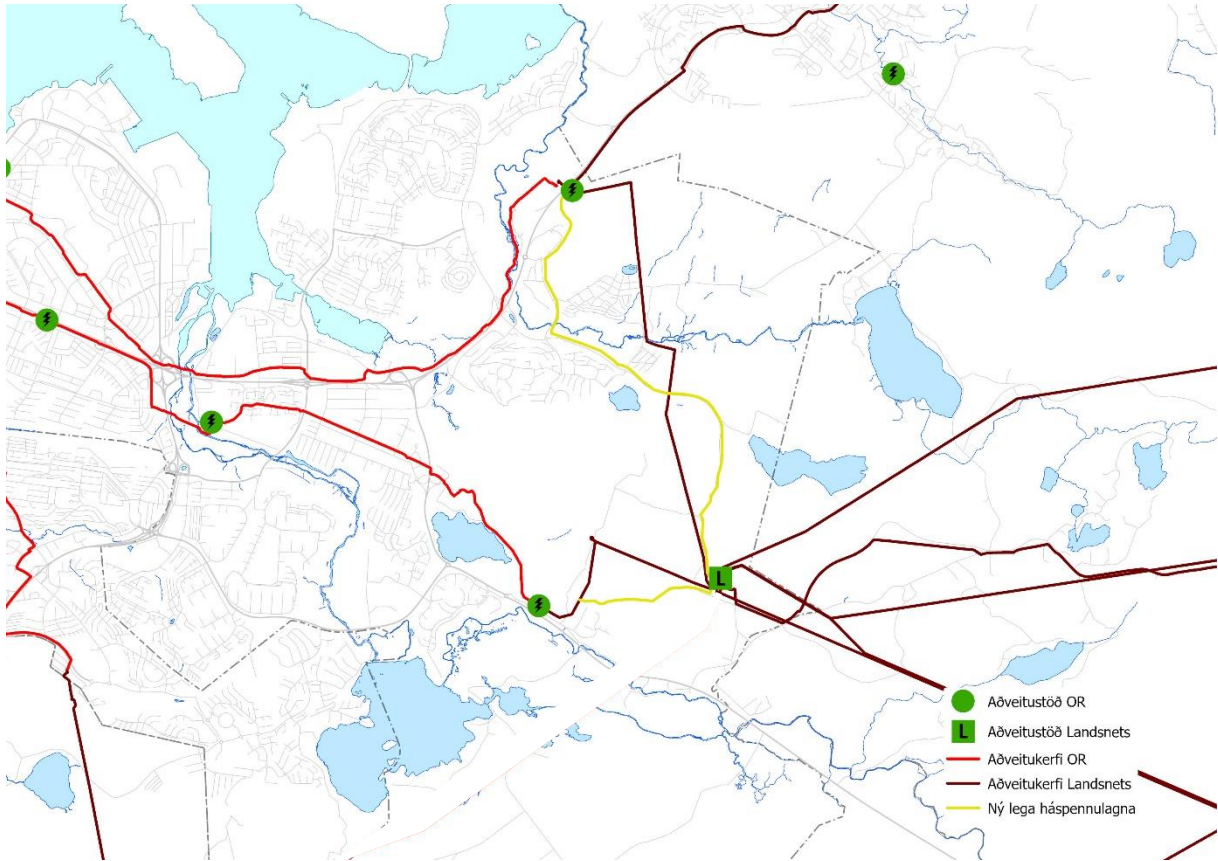 L
Aðveitustöð OR
L Aðveitustöð Landsnets
Aðveitukerfi OR
Aðveitukerfi Landsnets
Ný lega háspennulagna